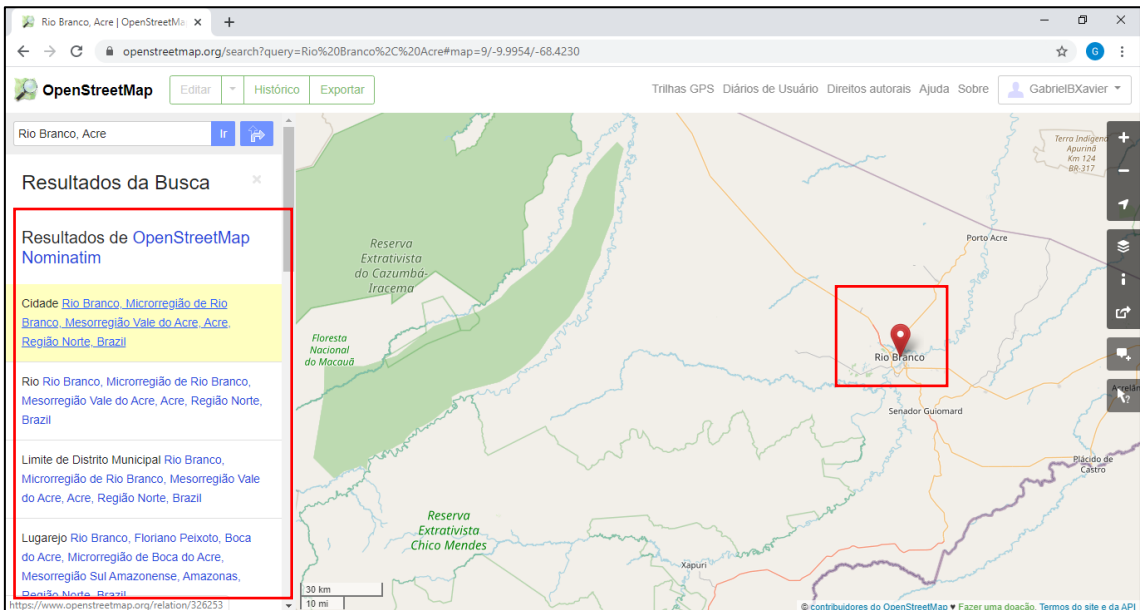 Rio Branco, Acre | OpenStreetMa
openstreetmap.org/search?query=Rio%20Branco%2C%20Acre#map=9/-9.9954/-68.4230
G
OpenStreetMap
Editar
Histórico
Exportar
Trilhas GPS
Diários de Usuário
Direitos autorais
Ajuda
Sobre
GabrielBXavier
Rio Branco, Acre
Ir
Resultados da Busca
Resultados de OpenStreetMap
Nominatim
Cidade Rio Branco, Microrregião de Rio
Branco, Mesorregião Vale do Acre, Acre,
Região Norte, Brazil
Rio Rio Branco, Microrregião de Rio Branco,
Mesorregião Vale do Acre, Acre, Região Norte,
Brazil
Limite de Distrito Municipal Rio Branco,
Microrregião de Rio Branco, Mesorregião Vale
do Acre, Acre, Região Norte, Brazil
Lugarejo Rio Branco, Floriano Peixoto, Boca
do Acre, Microrregião de Boca do Acre,
Mesorregião Sul Amazonense, Amazonas,
Região Norte, Brazil
https://www.openstreetmap.org/relation/326253
Terra Indígena
Apurinã
Km 124
BR-317
Reserva
Extrativista
do Cazumbá-
Iracema
Porto Acre
Floresta
Nacional
do Macauã
Rio Branco
Senador Guiomard
Plácido de
Castro
Reserva
Extrativista
Chico Mendes
Xapuri
30 km
10 mi
© contribuidores do OpenStreetMap ♥ Fazer uma doação. Termos do site e da API